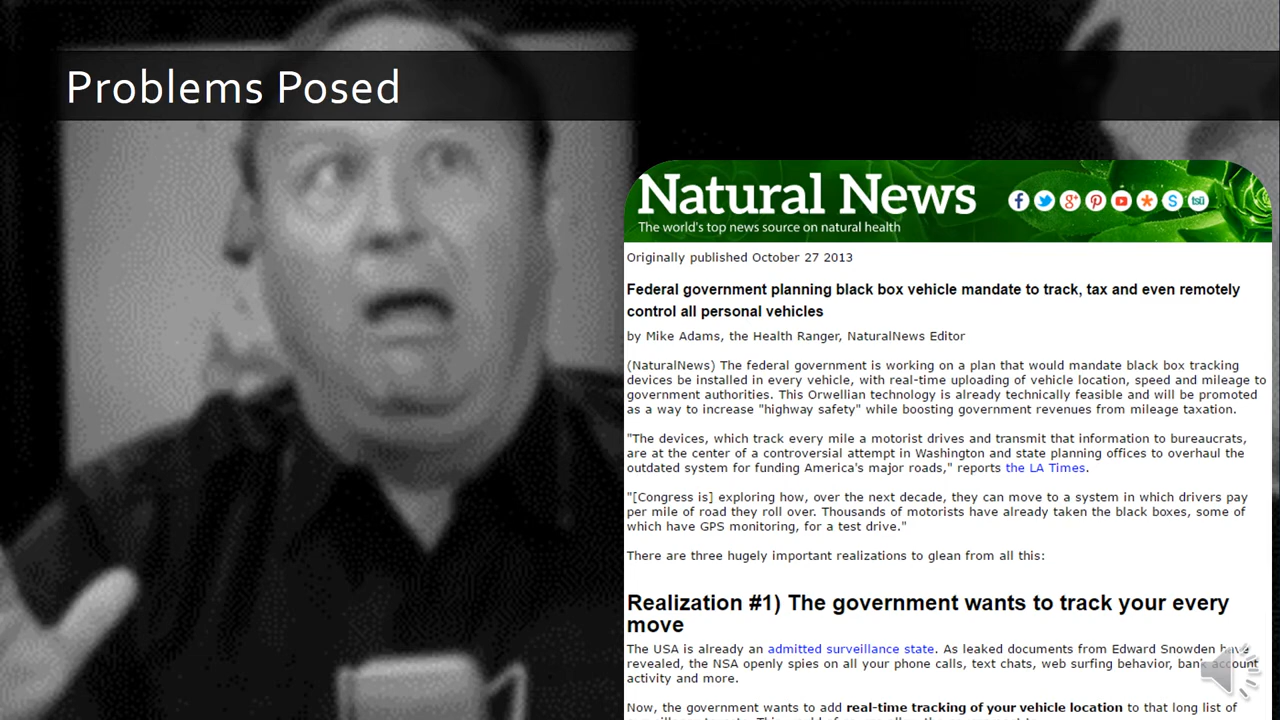 Problems Posed
Natural News
The world's top news source on natural health
Originally published October 27 2013
Federal government planning black box vehicle mandate to track, tax and even remotely
control all personal vehicles
by Mike Adams, the Health Ranger, NaturalNews Editor
(NaturalNews) The federal government is working on a plan that would mandate black box tracking
devices be installed in every vehicle, with real-time uploading of vehicle location, speed and mileage to
government authorities. This Orwellian technology is already technically feasible and will be promoted
as a way to increase "highway safety" while boosting government revenues from mileage taxation.
"The devices, which track every mile a motorist drives and transmit that information to bureaucrats,
are at the center of a controversial attempt in Washington and state planning offices to overhaul the
outdated system for funding America's major roads," reports the LA Times.
"[Congress is] exploring how, over the next decade, they can move to a system in which drivers pay
per mile of road they roll over. Thousands of motorists have already taken the black boxes, some of
which have GPS monitoring, for a test drive."
There are three hugely important realizations to glean from all this:
Realization #1) The government wants to track your every
move
The USA is already an admitted surveillance state. As leaked documents from Edward Snowden have
revealed, the NSA openly spies on all your phone calls, text chats, web surfing behavior, bank account
activity and more.
Now, the government wants to add real-time tracking of your vehicle location to that long list of